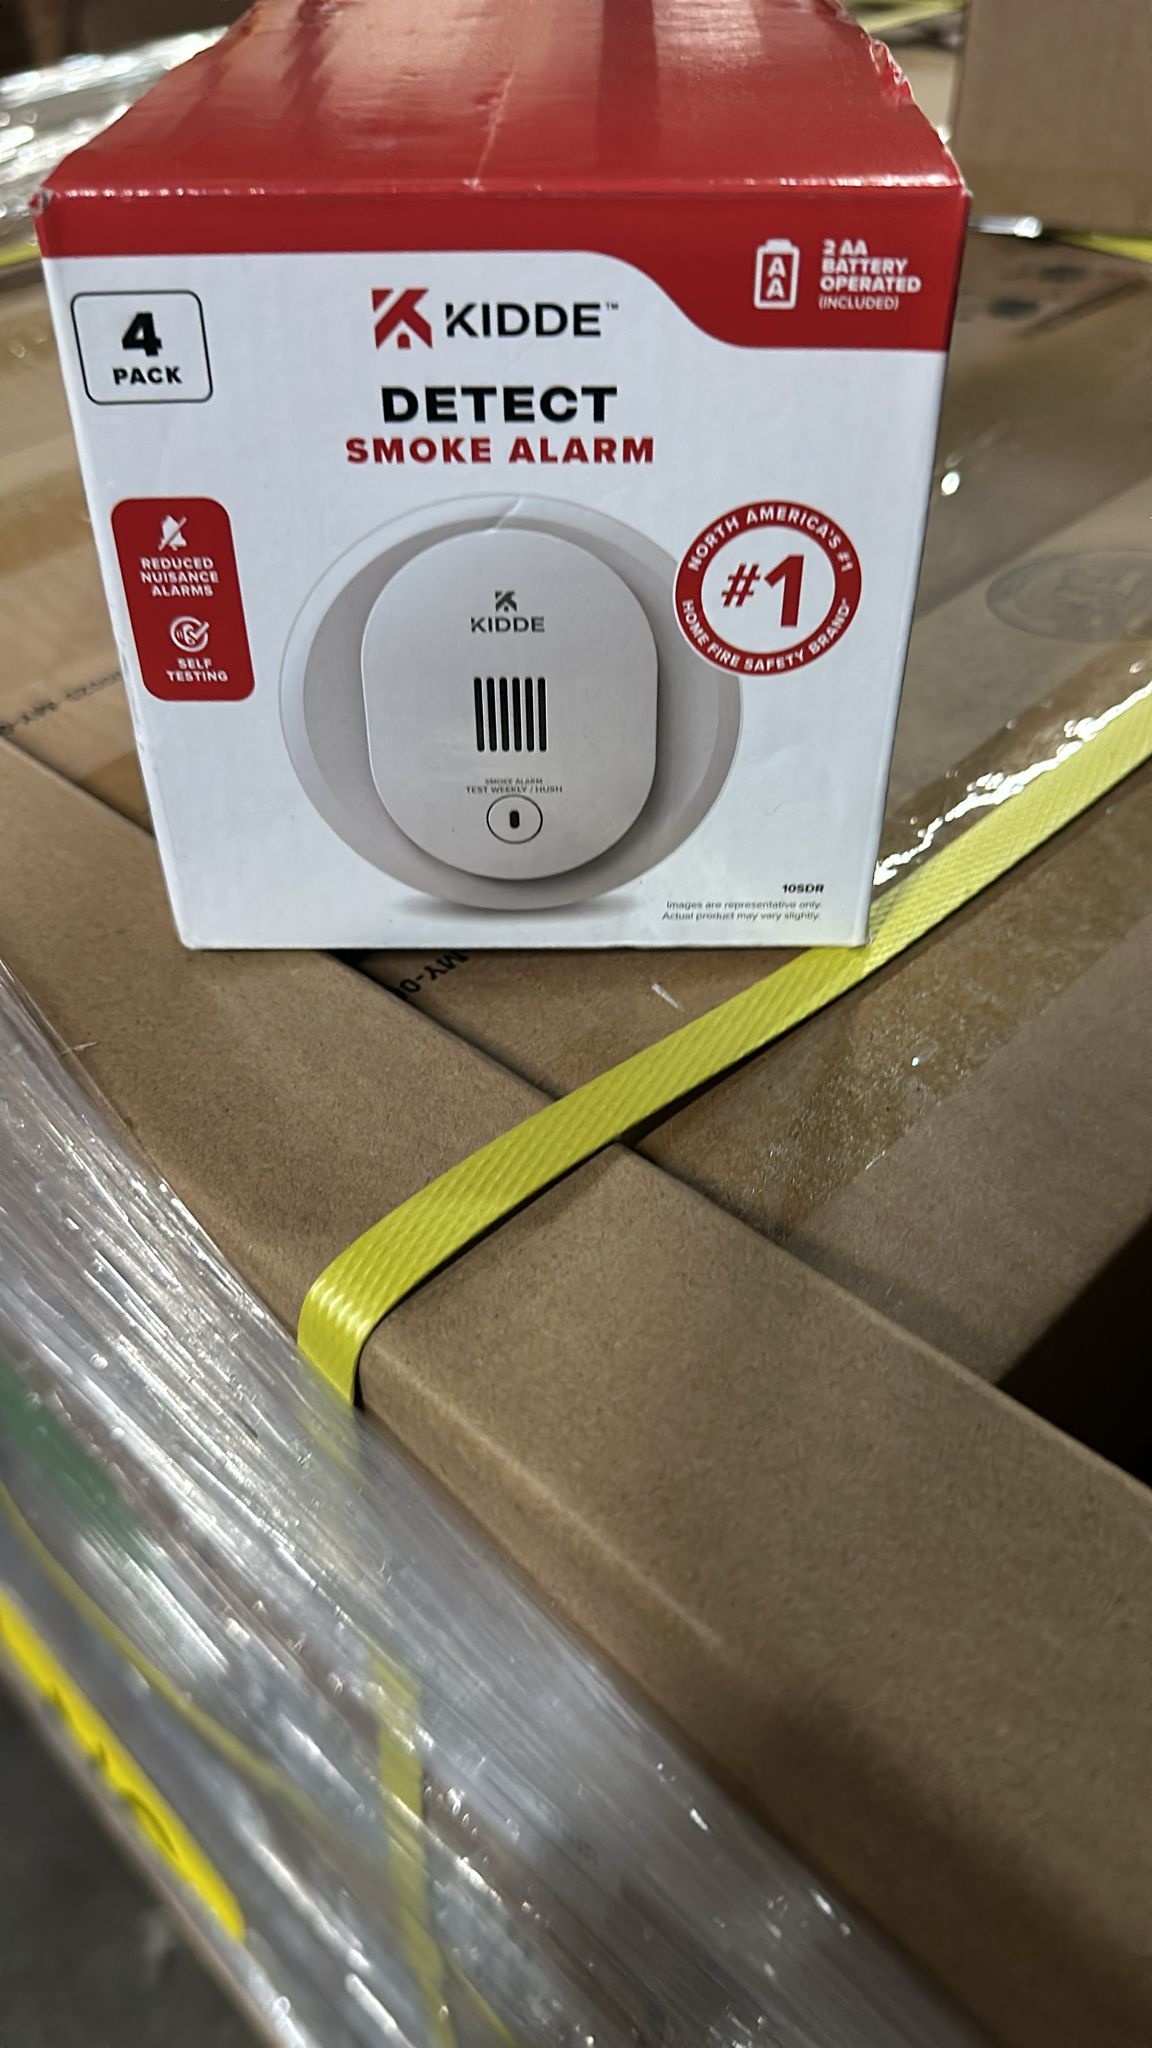 2 AA
BATTERY
OPERATED
(INCLUDED)
A
A
4
PACK
KIDDE™
DETECT
SMOKE ALARM
REDUCED
NUISANCE
ALARMS
SELF
TESTING
NORTH AMERICA'S #1
#1
HOME FIRE SAFETY BRAND*
KIDDE
SMOKE ALARM
TEST WEEKLY / HUSH
10SDR
Images are representative only.
Actual product may vary slightly.